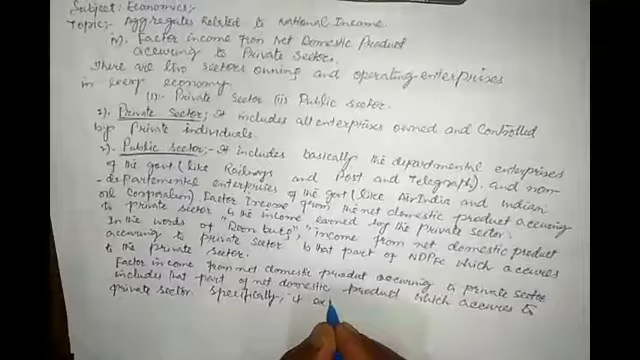 Subject: Economics;-
Topic:- Aggregates Related to National Income.
iv). Factor income from Net Domestic Product
accruing to Private Sectors.
There are two sectors owning and operating enterprises
in every economy.
(i):- Private Sector (ii) Public Sector.
1). Private Sector; It includes all enterprises owned and controlled
by Private individuals.
2). Public Sector;- It includes basically the departmental enterprises
of the govt (like Railways and Post and Telegraph). and non
-departmental enterprises of the govt (like Air India and Indian
oil Corporation). Factor Income from the net domestic product accruing
to private sector is the income earned by the private sector.
In the words of "income from net domestic product
accruing to private sector is that part of NDPFC which accrues
to the private sector.
Factor income from net domestic product accruing a private sector
includes that part of net domestic product which accrues to
private sector. Specifically, it